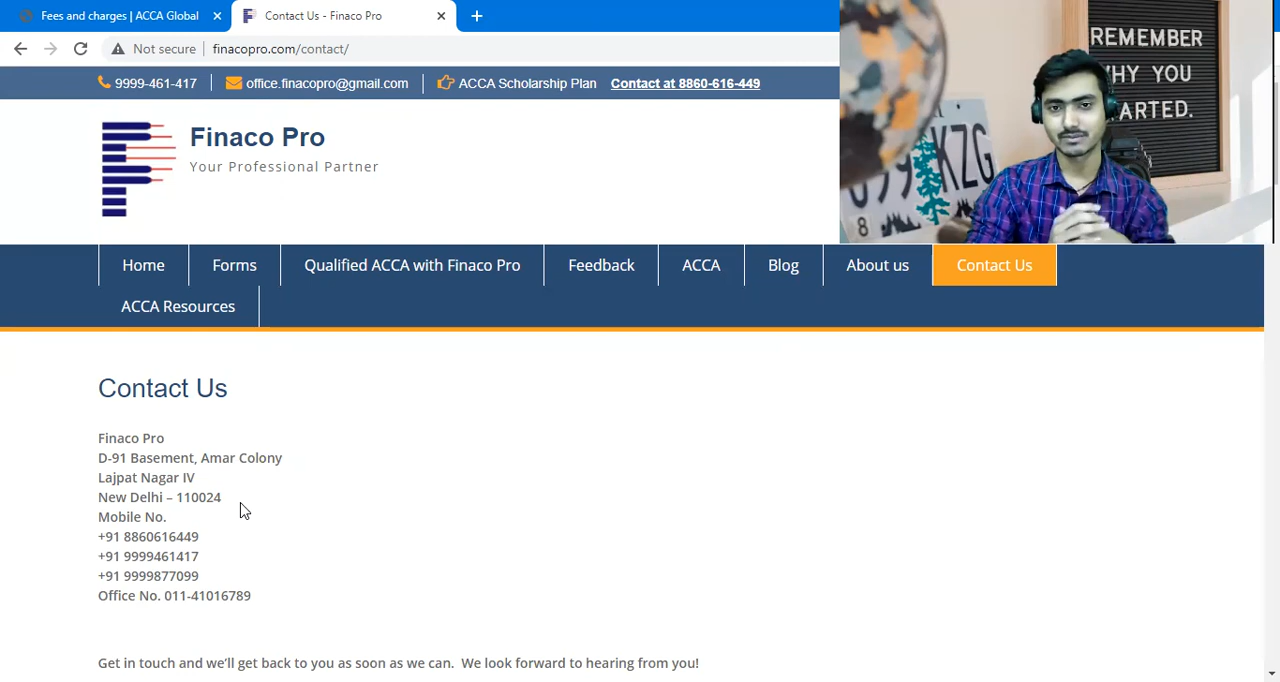 Fees and charges | ACCA Global
Contact Us - Finaco Pro
Not secure finacopro.com/contact/
9999-461-417 office.finacopro@gmail.com ACCA Scholarship Plan Contact at 8860-616-449
Finaco Pro
Your Professional Partner
REMEMBER
WHY YOU
ARTED.
099 KZG
8
Home Forms Qualified ACCA with Finaco Pro Feedback ACCA Blog About us Contact Us
ACCA Resources
Contact Us
Finaco Pro
D-91 Basement, Amar Colony
Lajpat Nagar IV
New Delhi – 110024
Mobile No.
+91 8860616449
+91 9999461417
+91 9999877099
Office No. 011-41016789
Get in touch and we'll get back to you as soon as we can. We look forward to hearing from you!